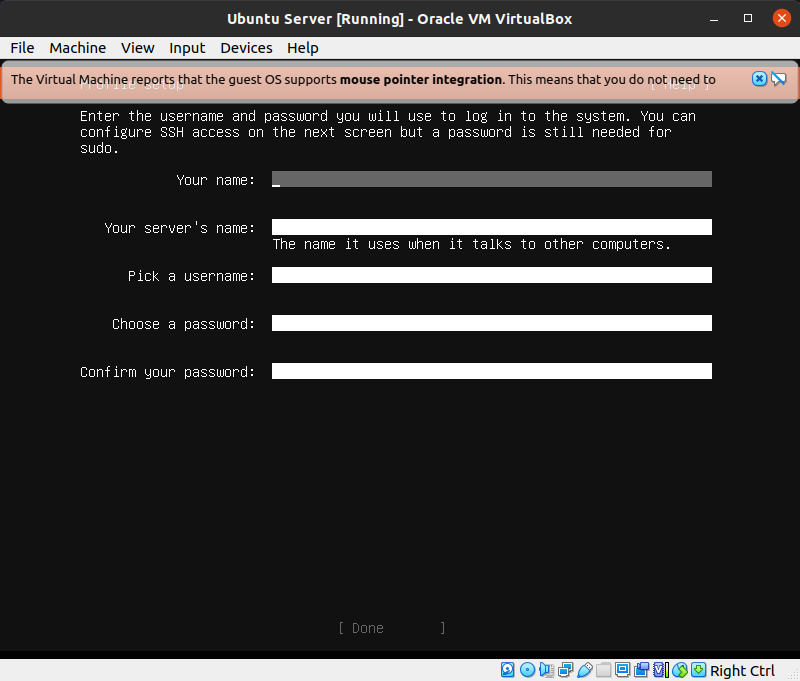 Ubuntu Server [Running] - Oracle VM VirtualBox
File Machine View Input Devices Help
The Virtual Machine reports that the guest OS supports mouse pointer integration. This means that you do not need to
Profile setup [ Help ]
Enter the username and password you will use to log in to the system. You can
configure SSH access on the next screen but a password is still needed for
sudo.
Your name:
Your server's name:
The name it uses when it talks to other computers.
Pick a username:
Choose a password:
Confirm your password:
[ Done ]
Right Ctrl